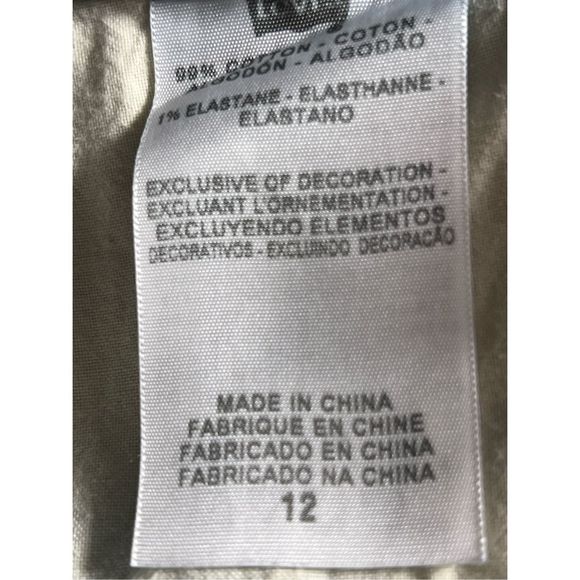 99% COTTON - COTON -
ALGODÓN - ALGODÃO
1% ELASTANE - ELASTHANNE -
ELASTANO
EXCLUSIVE OF DECORATION -
EXCLUANT L'ORNEMENTATION -
EXCLUYENDO ELEMENTOS
DECORATIVOS - EXCLUINDO DECORAÇÃO
MADE IN CHINA
FABRIQUE EN CHINE
FABRICADO EN CHINA
FABRICADO NA CHINA
12